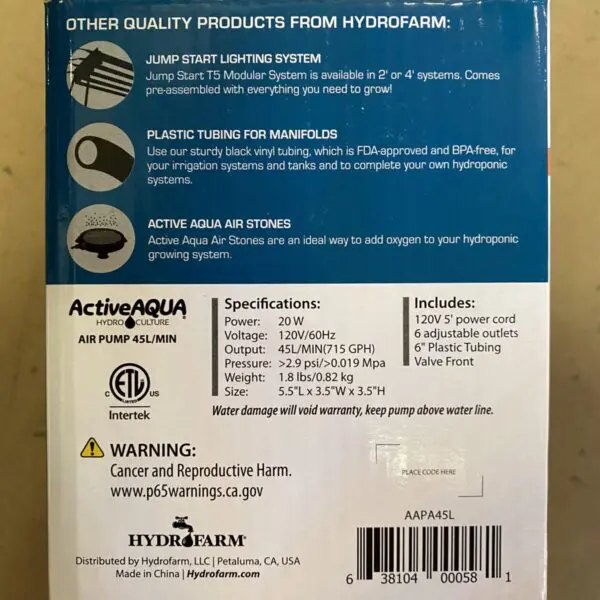 OTHER QUALITY PRODUCTS FROM HYDROFARM:
JUMP START LIGHTING SYSTEM
Jump Start T5 Modular System is available in 2' or 4' systems. Comes
pre-assembled with everything you need to grow!
PLASTIC TUBING FOR MANIFOLDS
Use our sturdy black vinyl tubing, which is FDA-approved and BPA-free, for
your irrigation systems and tanks and to complete your own hydroponic
systems.
ACTIVE AQUA AIR STONES
Active Aqua Air Stones are an ideal way to add oxygen to your hydroponic
growing system.
ActiveAQUA
HYDRO CULTURE
AIR PUMP 45L/MIN
C ETL US
LISTED
Intertek
Specifications:
Power: 20 W
Voltage: 120V/60Hz
Output: 45L/MIN(715 GPH)
Pressure: >2.9 psi/>0.019 Mpa
Weight: 1.8 lbs/0.82 kg
Size: 5.5"L x 3.5"W x 3.5"H
Includes:
120V 5' power cord
6 adjustable outlets
6" Plastic Tubing
Valve Front
Water damage will void warranty, keep pump above water line.
WARNING:
Cancer and Reproductive Harm.
www.p65warnings.ca.gov
PLACE CODE HERE
HYDROFARM
Distributed by Hydrofarm, LLC | Petaluma, CA, USA
Made in China | Hydrofarm.com
AAPA45L
6 38104 00058 1